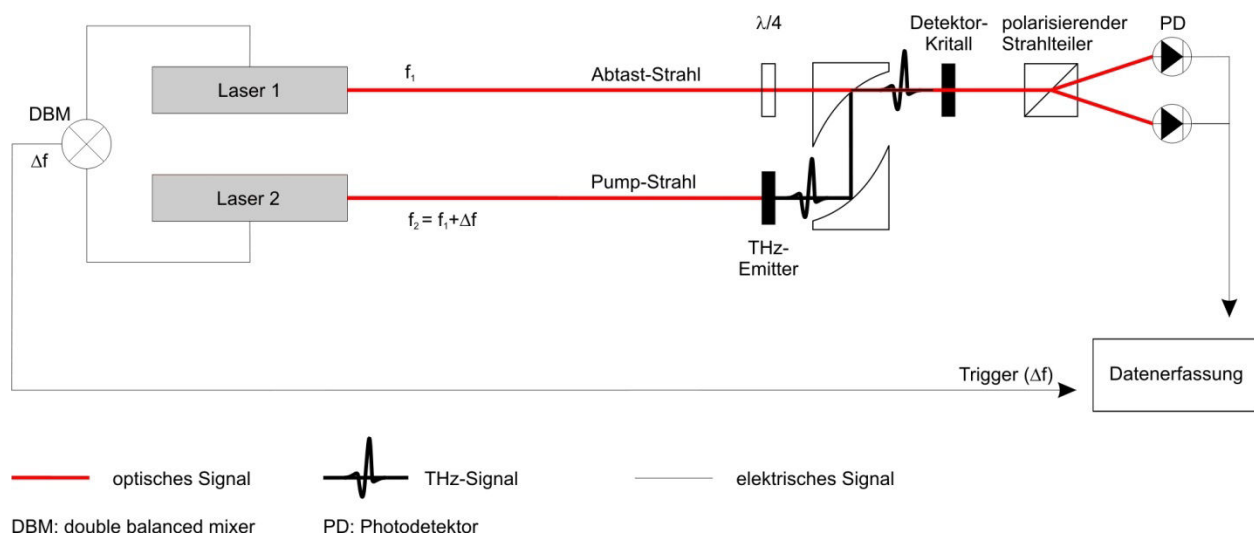 λ/4
Detektor-
Kritall
polarisierender
Strahlteiler
PD
Laser 1
f₁
Abtast-Strahl
DBM
Δf
Laser 2
Pump-Strahl
f₂ = f₁+Δf
THz-
Emitter
Trigger (Δf)
Datenerfassung
optisches Signal
THz-Signal
elektrisches Signal
DBM: double balanced mixer
PD: Photodetektor